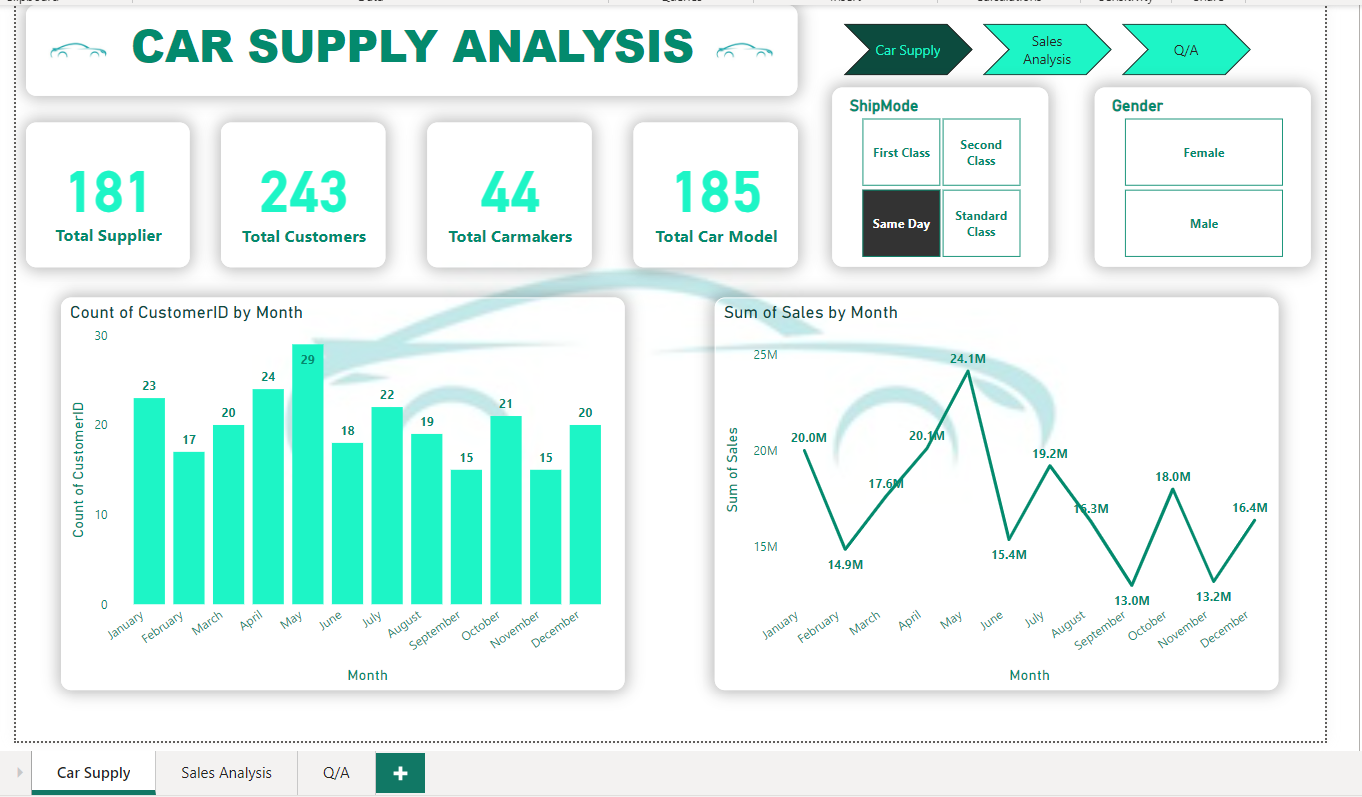 CAR SUPPLY ANALYSIS
Car Supply
Sales
Analysis
Q/A
181
Total Supplier
243
Total Customers
44
Total Carmakers
185
Total Car Model
ShipMode
First Class
Second
Class
Same Day
Standard
Class
Gender
Female
Male
Count of CustomerID by Month
Count of CustomerID
30
20
10
0
23
17
20
24
29
18
22
19
15
21
15
20
January
February
March
April
May
June
July
August
September
October
November
December
Month
Sum of Sales by Month
Sum of Sales
25M
20M
15M
20.0M
14.9M
17.6M
20.1M
24.1M
15.4M
19.2M
16.3M
13.0M
18.0M
13.2M
16.4M
January
February
March
April
May
June
July
August
September
October
November
December
Month
Car Supply
Sales Analysis
Q/A